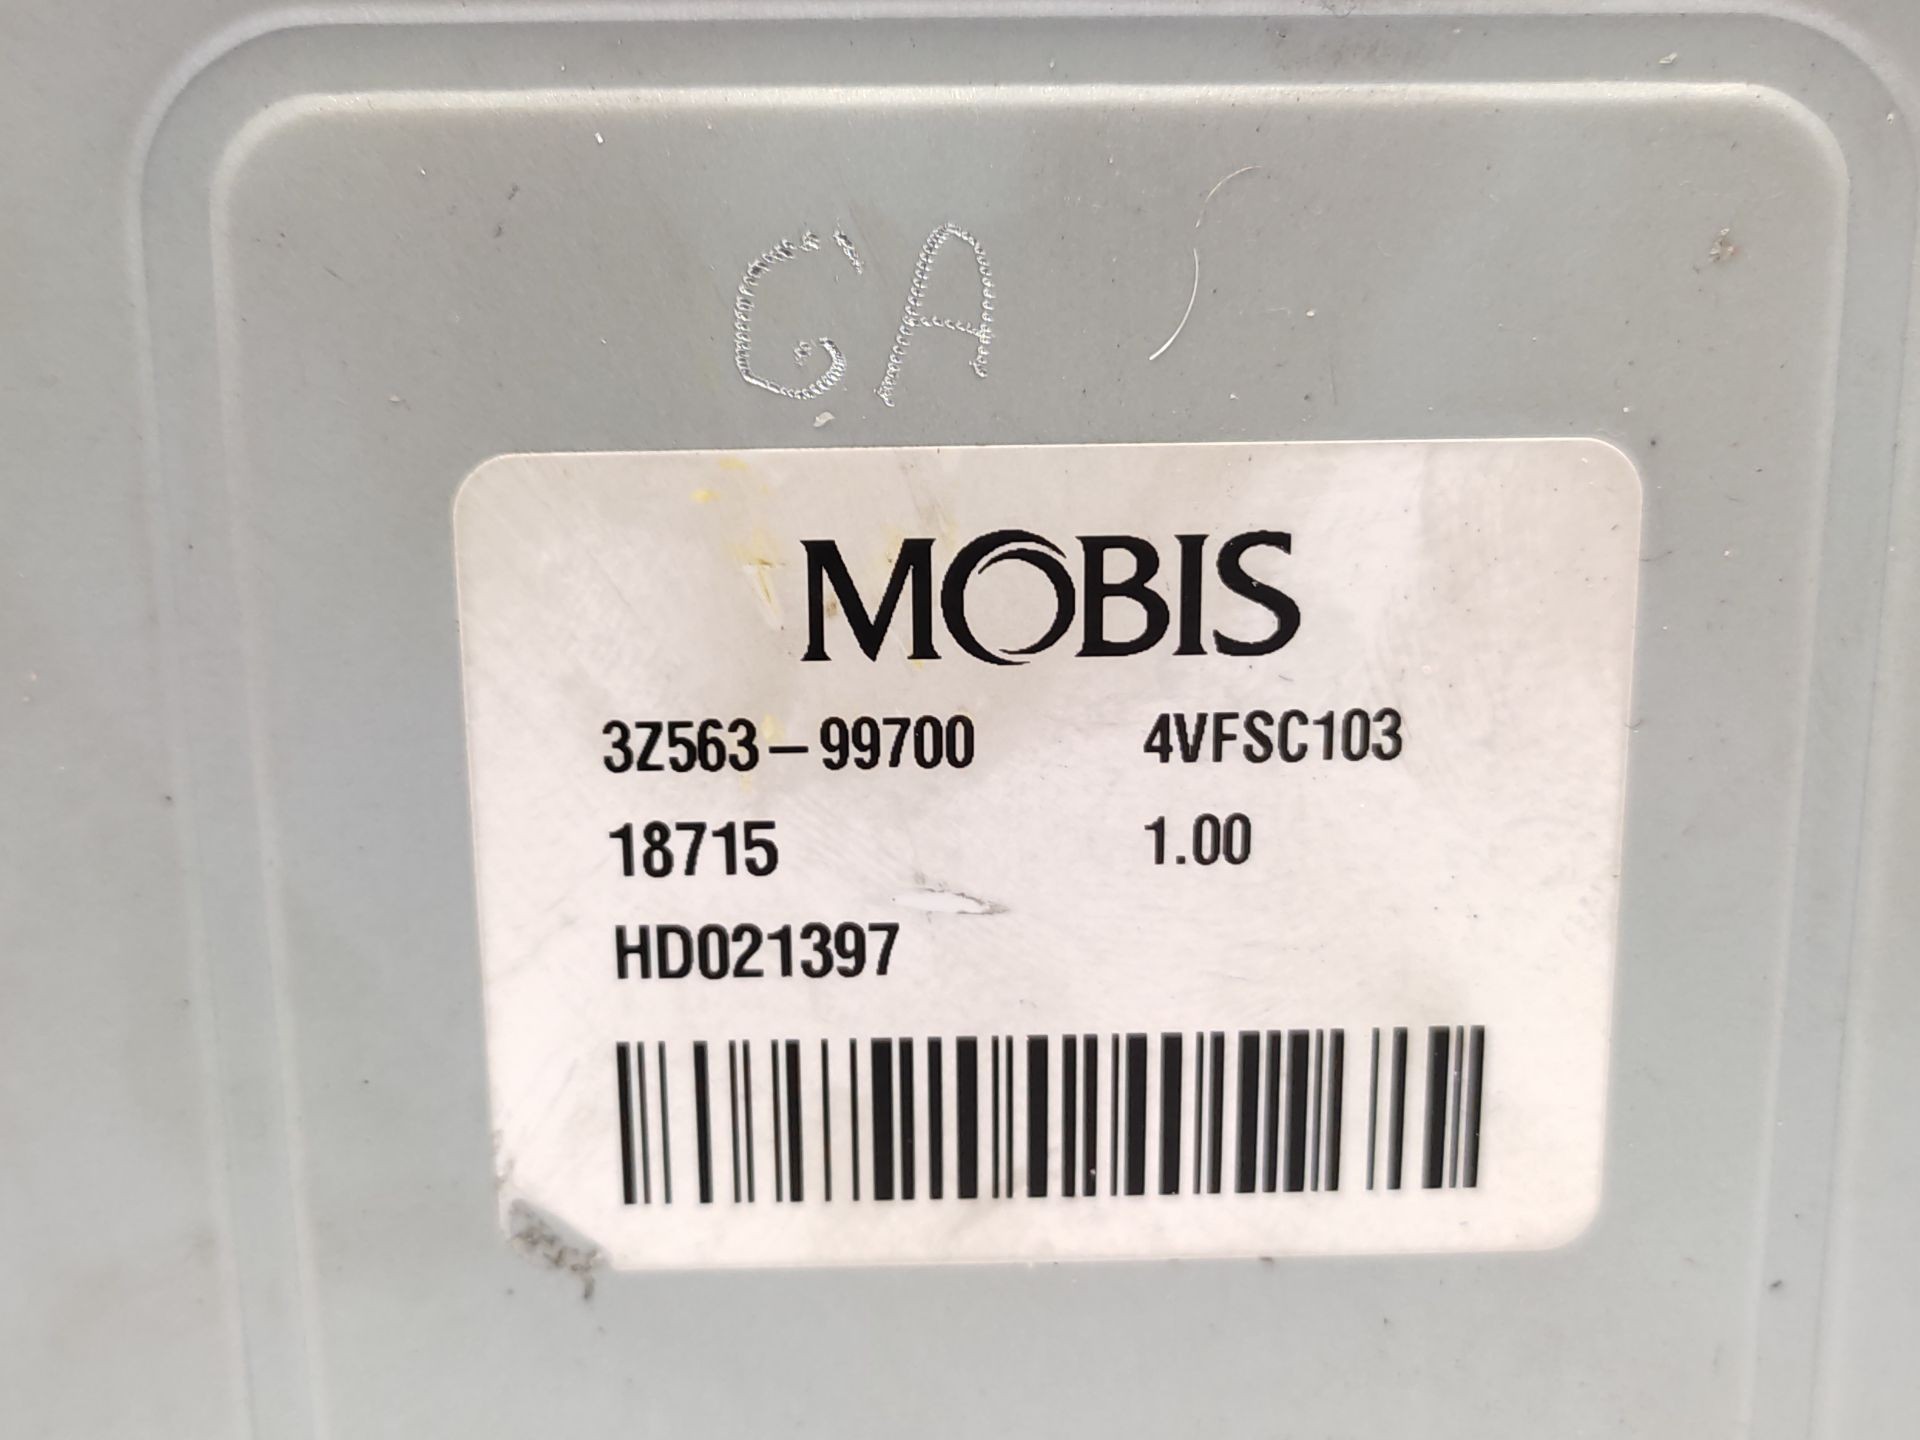 GA
MOBIS
3Z563-99700 4VFSC103
18715 1.00
HD021397